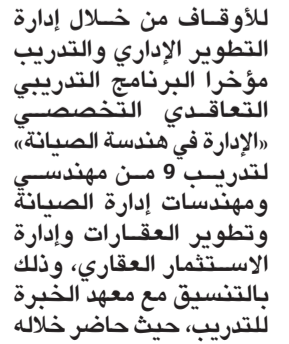 للأوقاف من خلال إدارة
التطوير الإداري والتدريب
مؤخرا البرنامج التدريبي
التعاقدي التخصصي
«الإدارة في هندسة الصيانة»
لتدريب 9 من مهندسي
ومهندسات إدارة الصيانة
وتطوير العقارات وإدارة
الاستثمار العقاري، وذلك
بالتنسيق مع معهد الخبرة
للتدريب، حيث حاضر خلاله